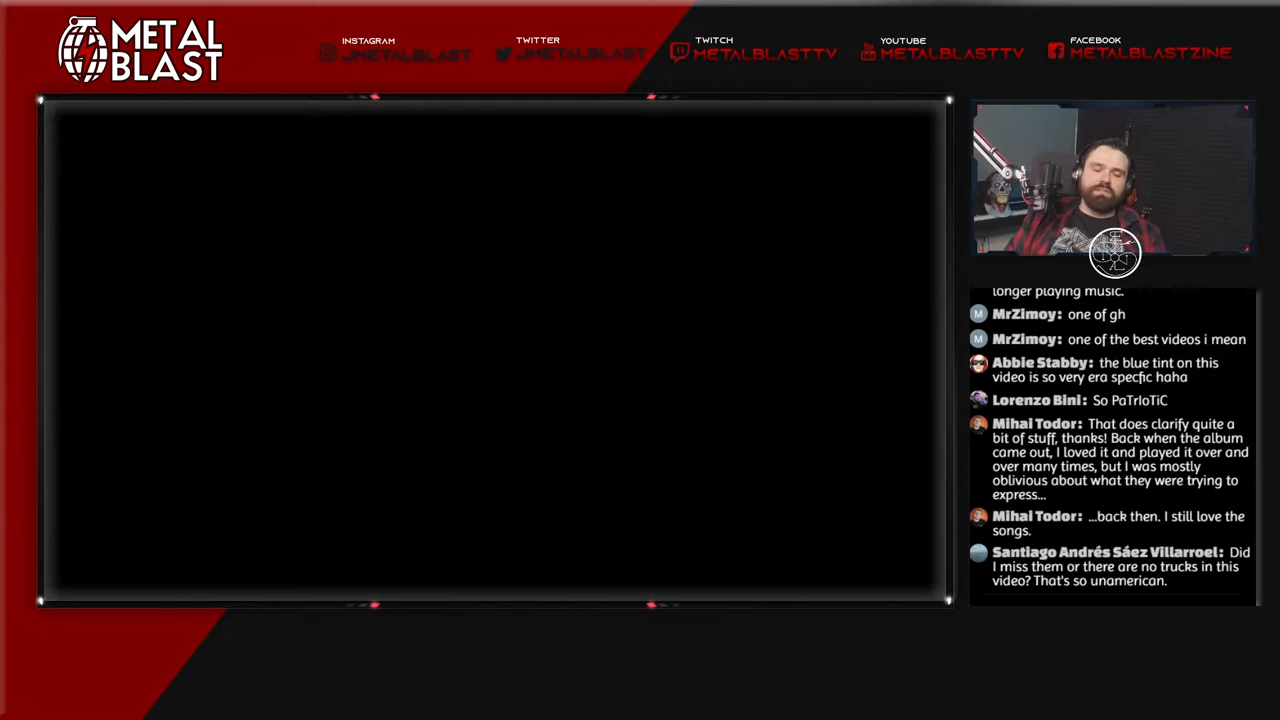 METAL
BLAST
INSTAGRAM
JMETALBLAST
TWITTER
JMETALBLAST
TWITCH
METALBLASTTV
YOUTUBE
METALBLASTTV
FACEBOOK
METALBLASTZINE
longer playing music.
M MrZimoy: one of gh
M MrZimoy: one of the best videos i mean
Abbie Stabby: the blue tint on this
video is so very era specfic haha
Lorenzo Bini: So PaTrIoTiC
Mihai Todor: That does clarify quite a
bit of stuff, thanks! Back when the album
came out, I loved it and played it over and
over many times, but I was mostly
oblivious about what they were trying to
express...
Mihai Todor: ...back then. I still love the
songs.
Santiago Andrés Sáez Villarroel: Did
I miss them or there are no trucks in this
video? That's so unamerican.